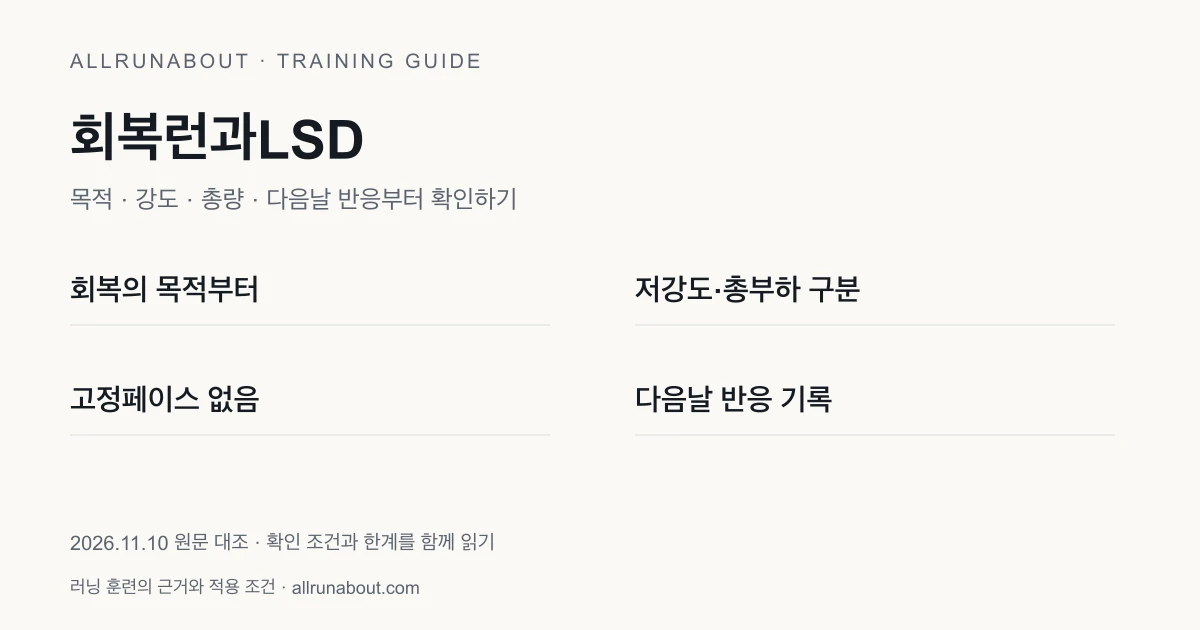 ALLRUNABOUT · TRAINING GUIDE
회복런과LSD
목적 · 강도 · 총량 · 다음날 반응부터 확인하기
회복의 목적부터
저강도·총부하 구분
고정페이스 없음
다음날 반응 기록
2026.11.10 원문 대조 · 확인 조건과 한계를 함께 읽기
러닝 훈련의 근거와 적용 조건 · allrunabout.com